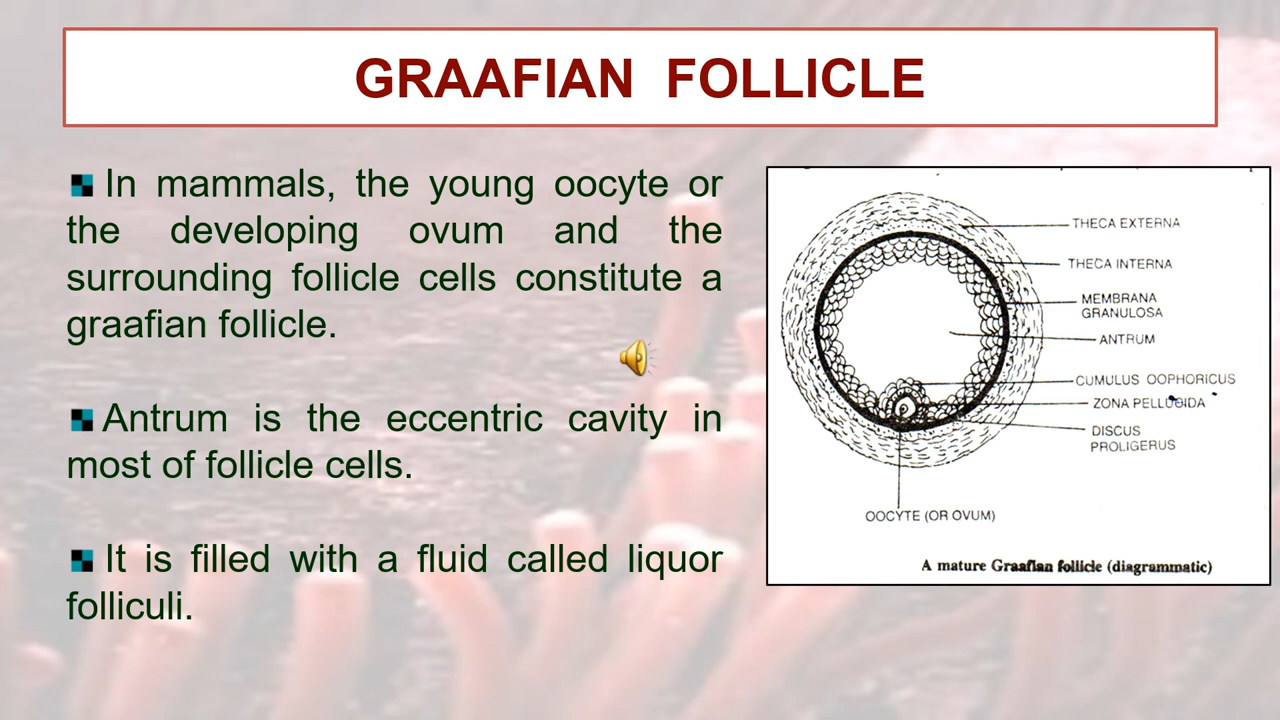 GRAAFIAN FOLLICLE
In mammals, the young oocyte or
the developing ovum and the
surrounding follicle cells constitute a
graafian follicle.
Antrum is the eccentric cavity in
most of follicle cells.
It is filled with a fluid called liquor
folliculi.
THECA EXTERNA
THECA INTERNA
MEMBRANA
GRANULOSA
ANTRUM
CUMULUS OOPHORICUS
ZONA PELLUCIDA
DISCUS
PROLIGERUS
OOCYTE (OR OVUM)
A mature Graafian follicle (diagrammatic)